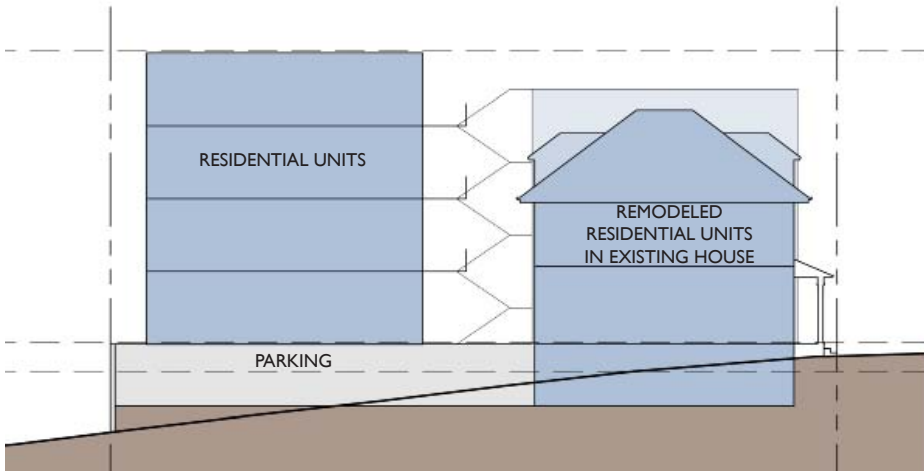 RESIDENTIAL UNITS
REMODELED
RESIDENTIAL UNITS
IN EXISTING HOUSE
PARKING